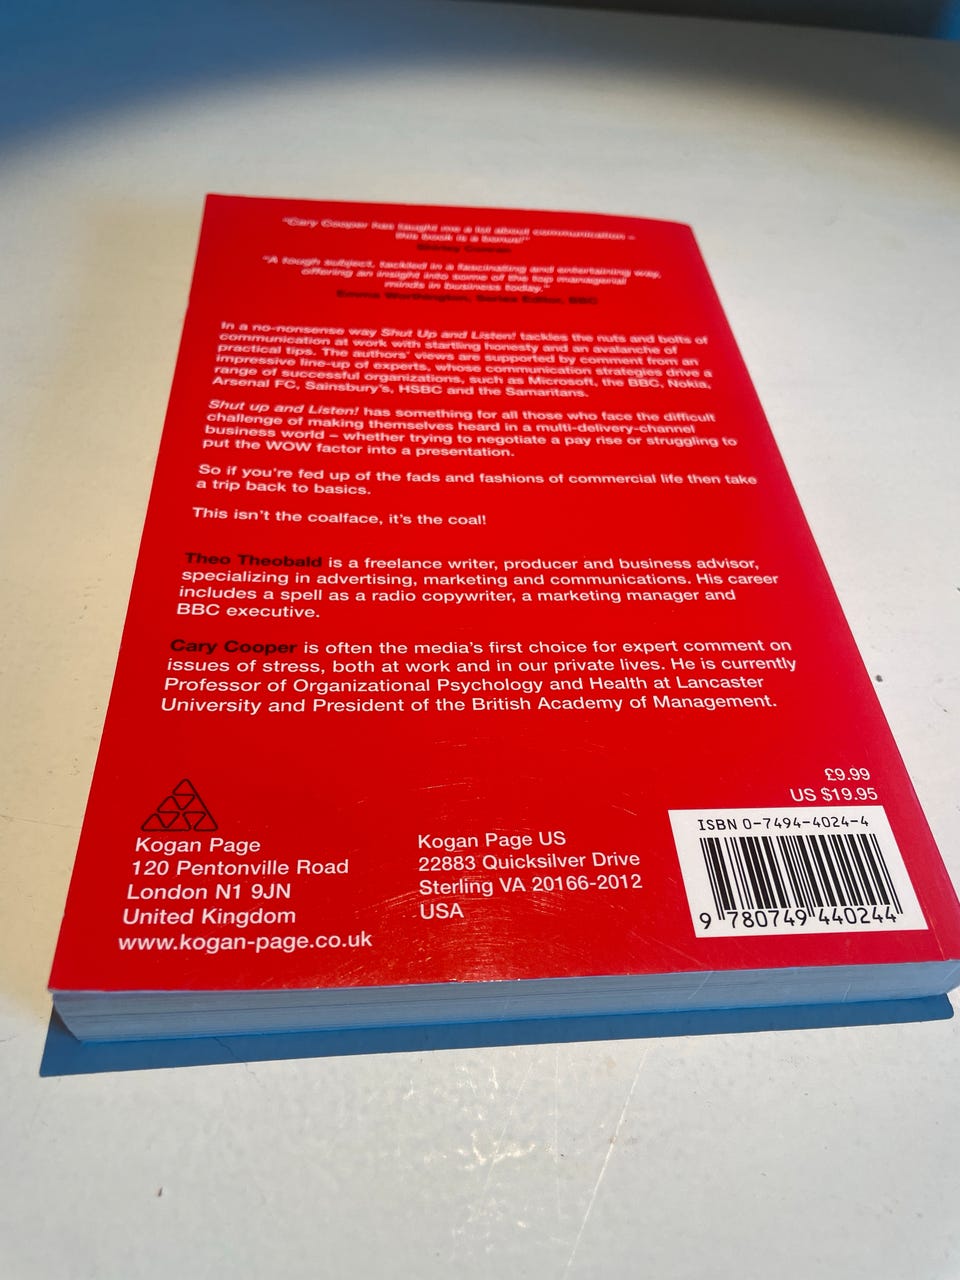 "Cary Cooper has taught me a lot about communication –
this book is a bonus!"
"A tough subject, tackled in a fascinating and entertaining way,
offering an insight into some of the top managerial
minds in business today."
Emma Worthington, Series Editor, BBC
In a no-nonsense way Shut Up and Listen! tackles the nuts and bolts of
communication at work with startling honesty and an avalanche of
practical tips. The authors' views are supported by comment from an
impressive line-up of experts, whose communication strategies drive a
range of successful organizations, such as Microsoft, the BBC, Nokia,
Arsenal FC, Sainsbury's, HSBC and the Samaritans.
Shut up and Listen! has something for all those who face the difficult
challenge of making themselves heard in a multi-delivery-channel
business world – whether trying to negotiate a pay rise or struggling to
put the WOW factor into a presentation.
So if you're fed up of the fads and fashions of commercial life then take
a trip back to basics.
This isn't the coalface, it's the coal!
Theo Theobald is a freelance writer, producer and business advisor,
specializing in advertising, marketing and communications. His career
includes a spell as a radio copywriter, a marketing manager and
BBC executive.
Cary Cooper is often the media's first choice for expert comment on
issues of stress, both at work and in our private lives. He is currently
Professor of Organizational Psychology and Health at Lancaster
University and President of the British Academy of Management.
Kogan Page
120 Pentonville Road
London N1 9JN
United Kingdom
www.kogan-page.co.uk
Kogan Page US
22883 Quicksilver Drive
Sterling VA 20166-2012
USA
£9.99
US $19.95
ISBN 0-7494-4024-4
9 780749 440244